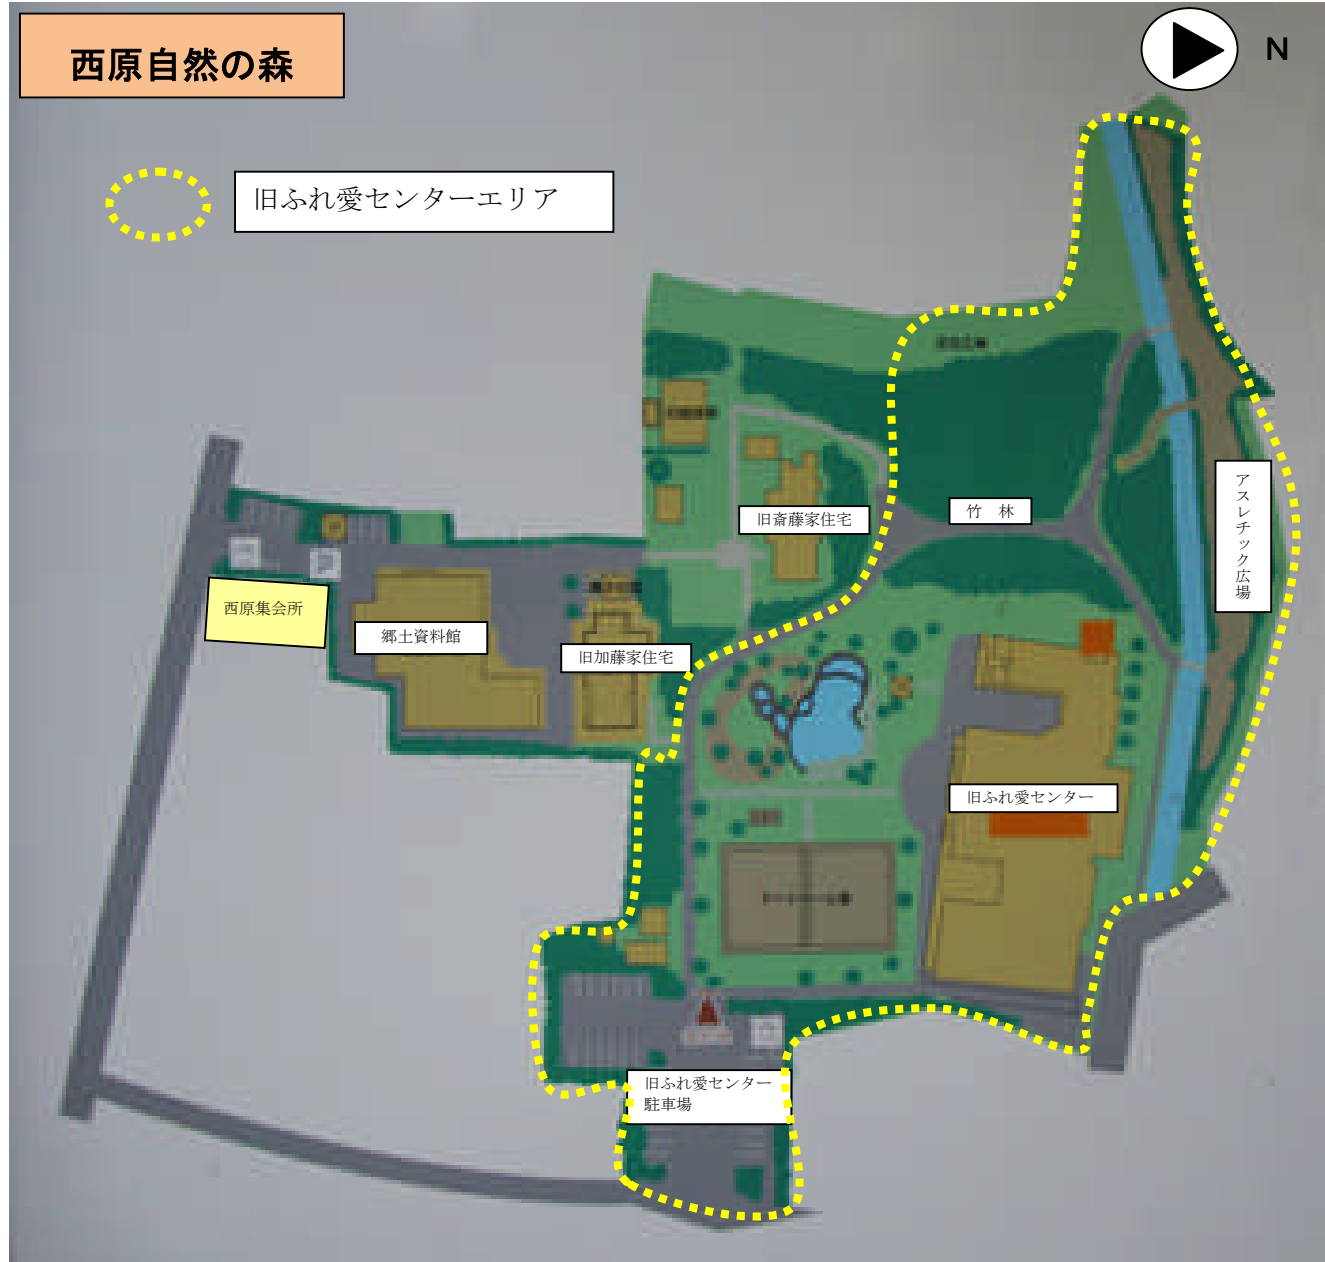 西原自然の森
N
旧ふれ愛センターエリア
旧斎藤家住宅
竹 林
アスレチック広場
西原集会所
郷土資料館
旧加藤家住宅
旧ふれ愛センター
旧ふれ愛センター
駐車場